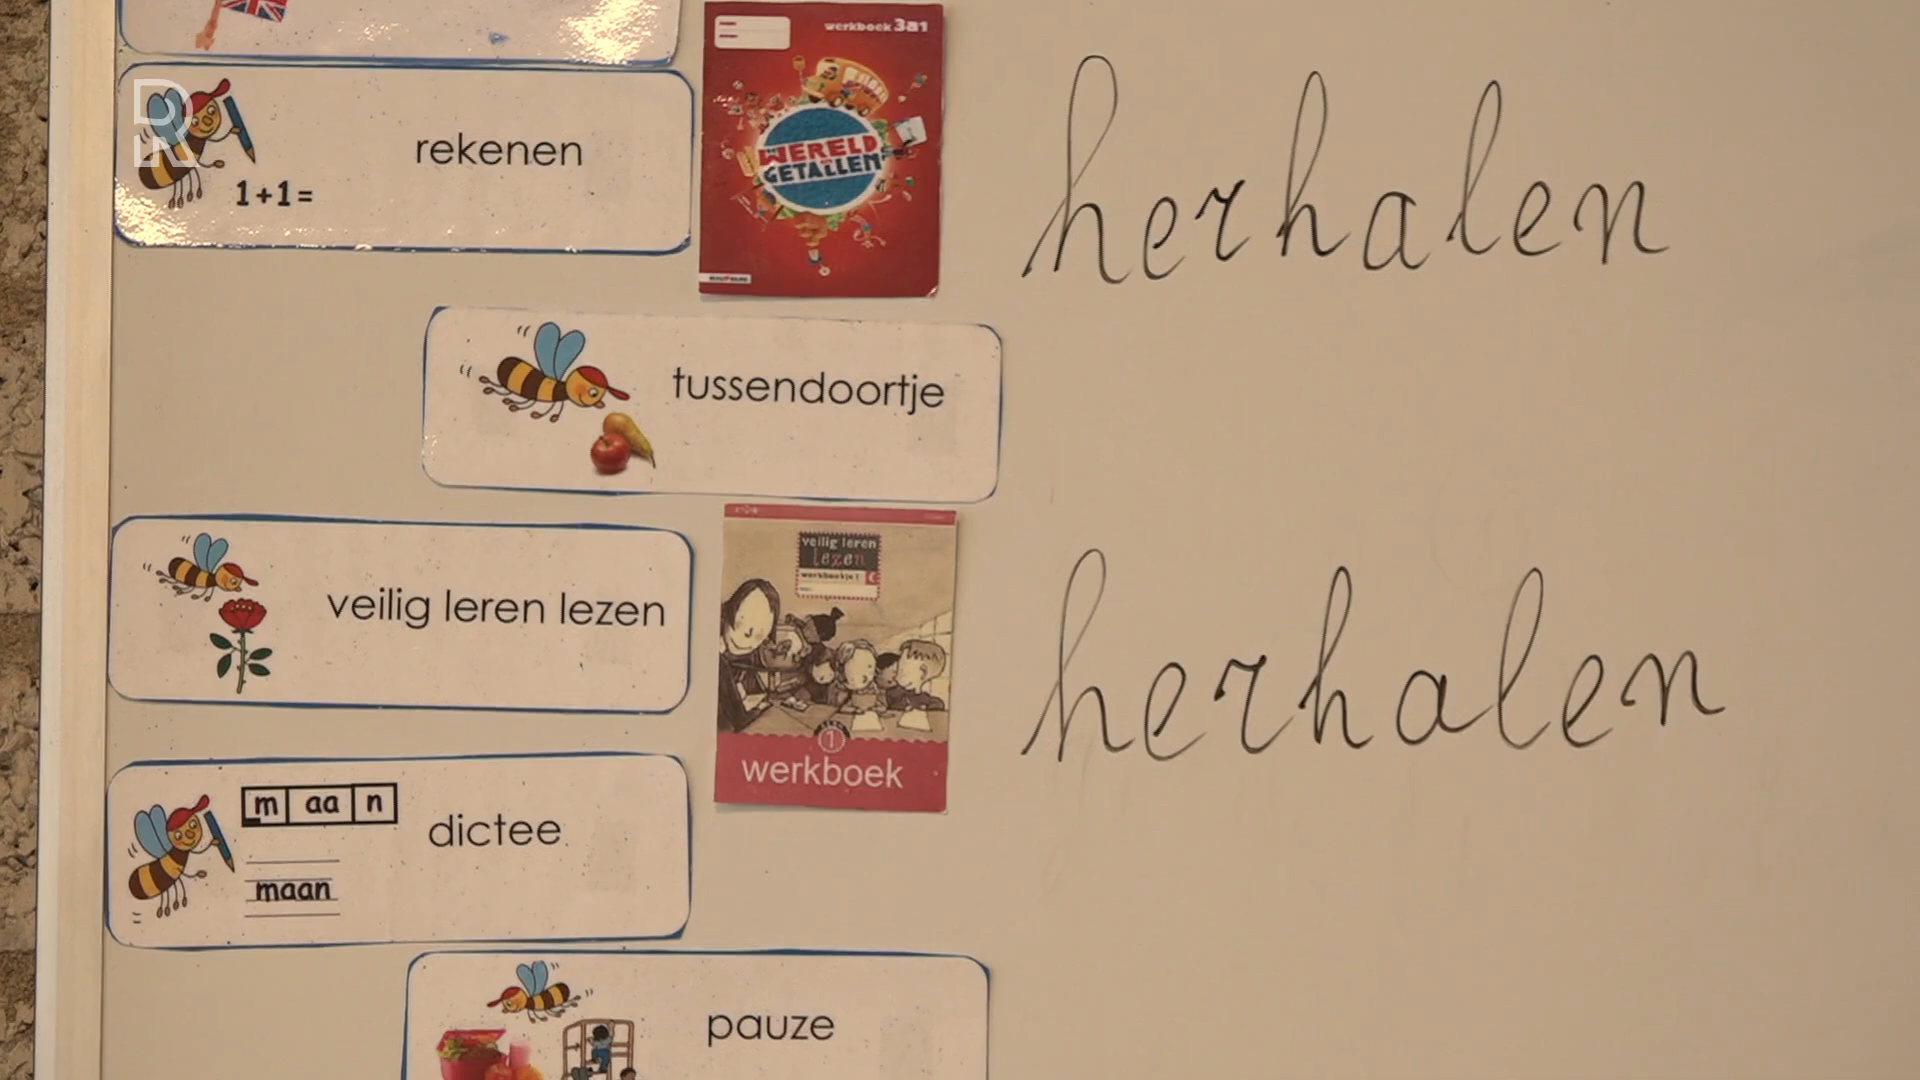 werkboek 3a1
rekenen
1+1=
WERELD
IN
GETALLEN
herhalen
tussendoortje
veilig leren lezen
veilig leren
lezen
werkboekje 1
1
werkboek
herhalen
m aa n
dictee
maan
pauze